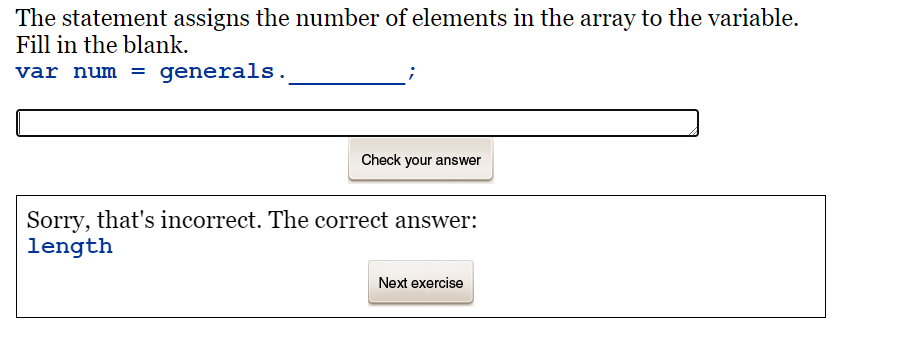 The statement assigns the number of elements in the array to the variable.
Fill in the blank.
var num = generals.________;
Check your answer
Sorry, that's incorrect. The correct answer:
length
Next exercise